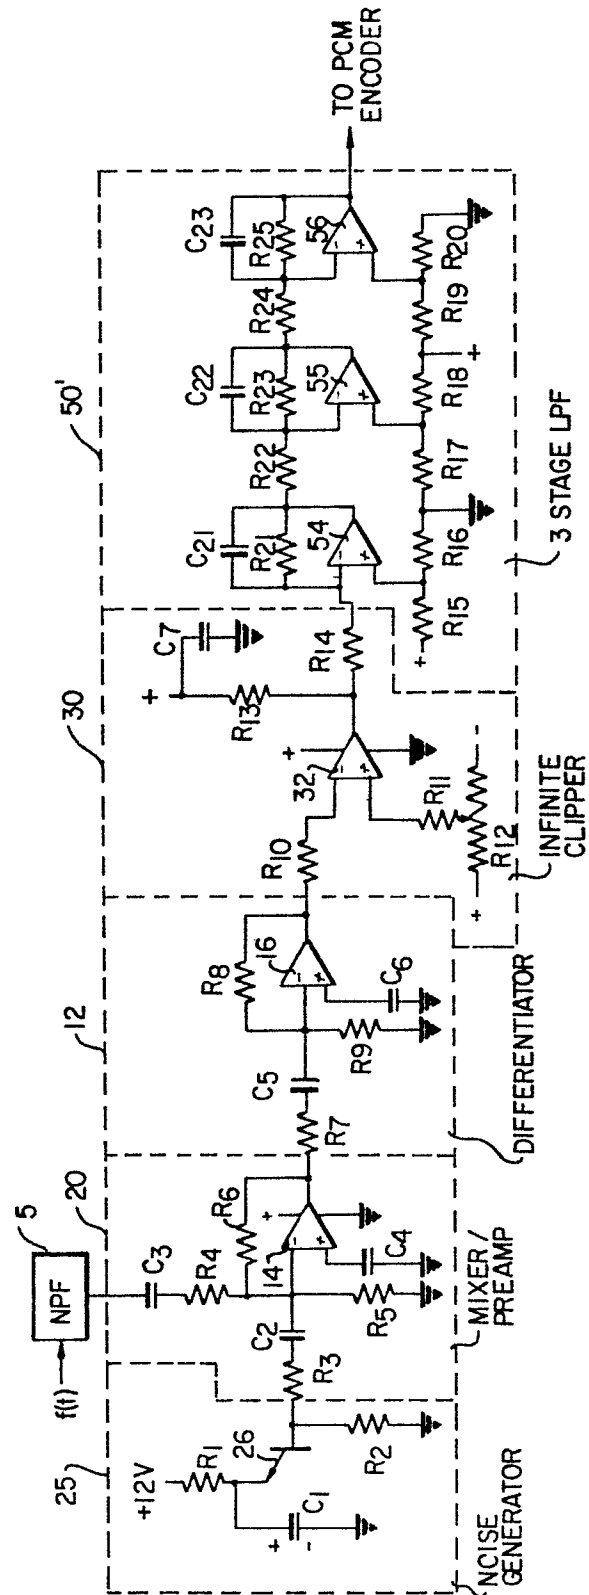 25
+12V
R1
C1
+
-
26
R2
NOISE
GENERATOR
f(t)
NPF
5
20
C3
R4
R3
C2
R5
R6
14
-
+
+
C4
MIXER/
PREAMP
12
R7
C5
R8
R9
16
-
+
C6
DIFFERENTIATOR
30
R10
32
-
+
+
R11
+
R12
-
INFINITE
CLIPPER
+
R13
C7
R14
50'
C21
R21
54
-
+
+
R15
R16
R22
C22
R23
55
-
+
R17
R18
+
R24
C23
R25
56
-
+
R19
R20
3 STAGE LPF
TO PCM
ENCODER